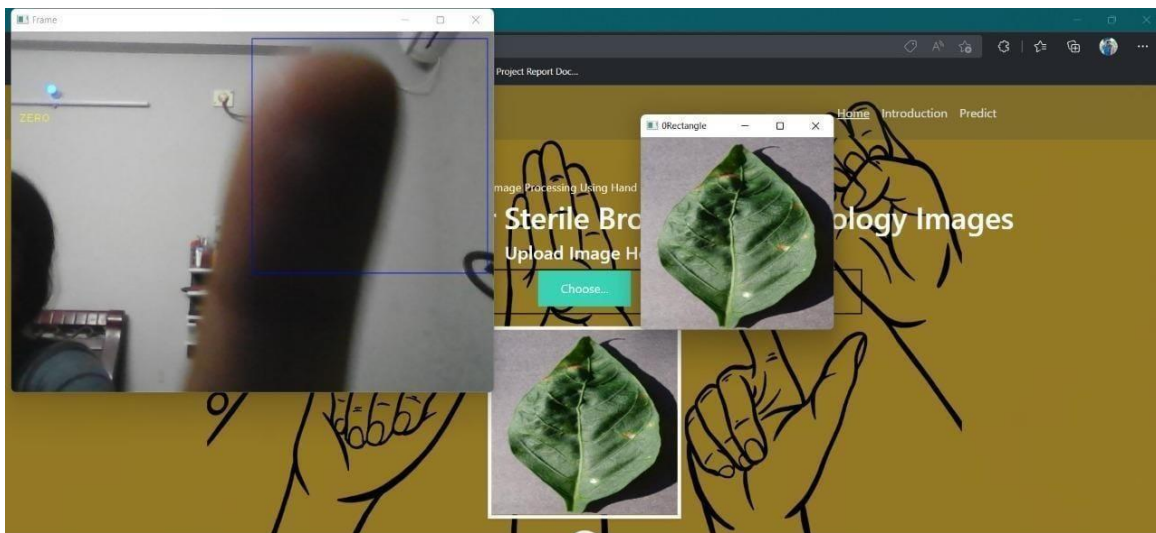 Frame
Project Report Doc...
ZERO
0Rectangle
Home Introduction Predict
mage Processing Using Hand
r Sterile Bro ology Images
Upload Image H
Choose...